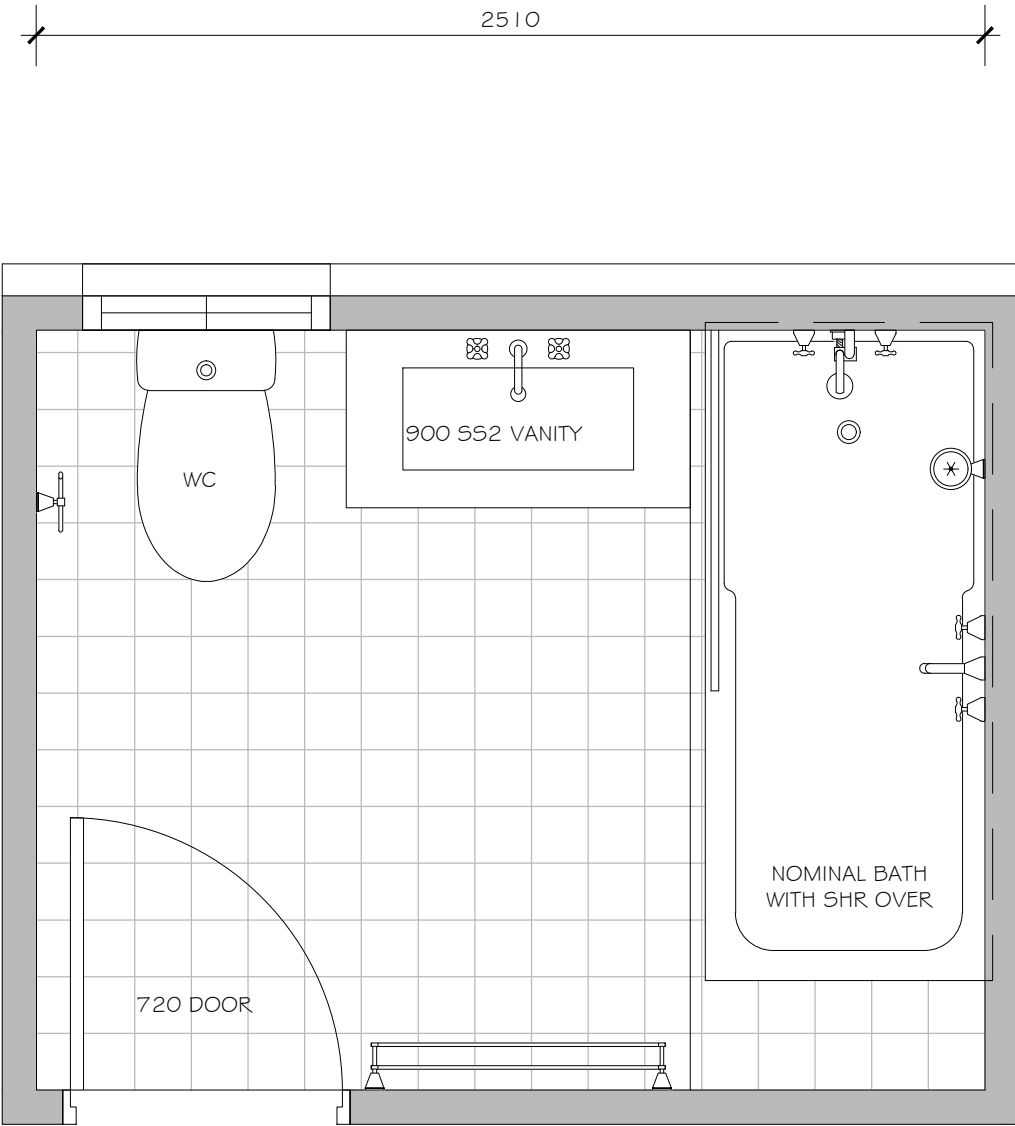 2510
900 SS2 VANITY
WC
NOMINAL BATH
WITH SHR OVER
720 DOOR